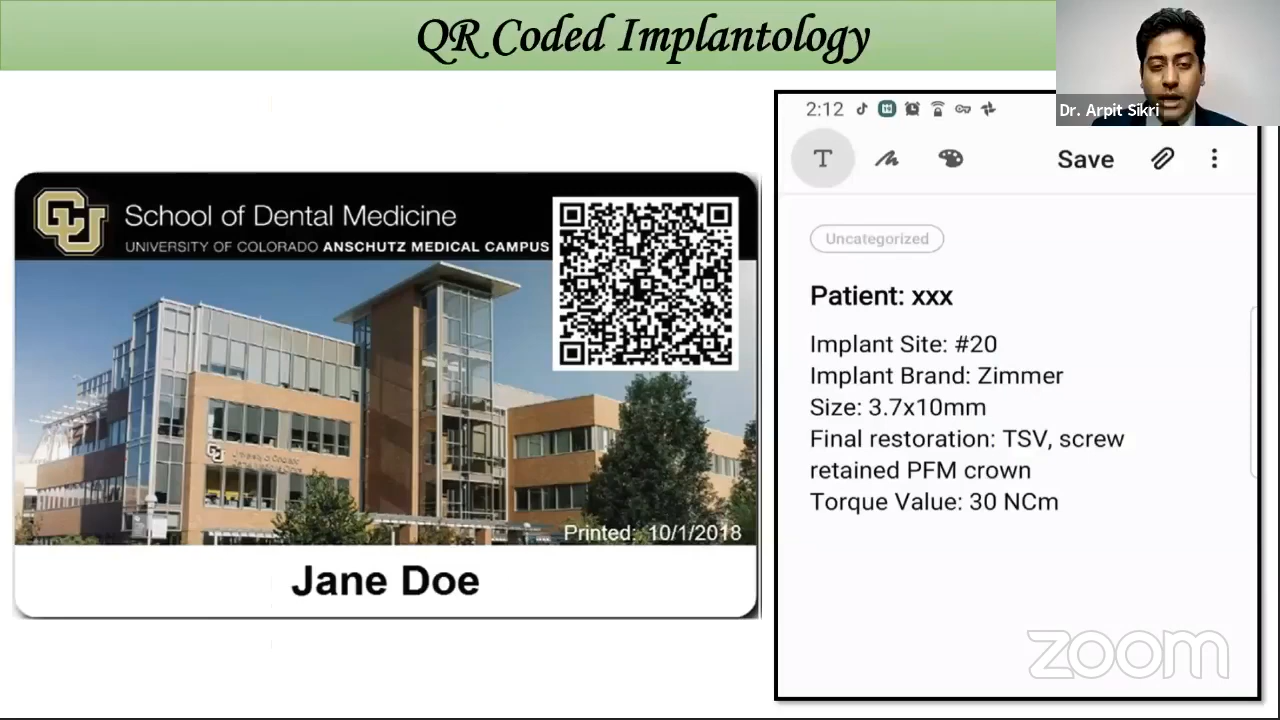 QR Coded Implantology
Dr. Arpit Sikri
CU
School of Dental Medicine
UNIVERSITY OF COLORADO ANSCHUTZ MEDICAL CAMPUS
Printed: 10/1/2018
Jane Doe
2:12
T
Save
Uncategorized
Patient: xxx
Implant Site: #20
Implant Brand: Zimmer
Size: 3.7x10mm
Final restoration: TSV, screw
retained PFM crown
Torque Value: 30 NCm
zoom